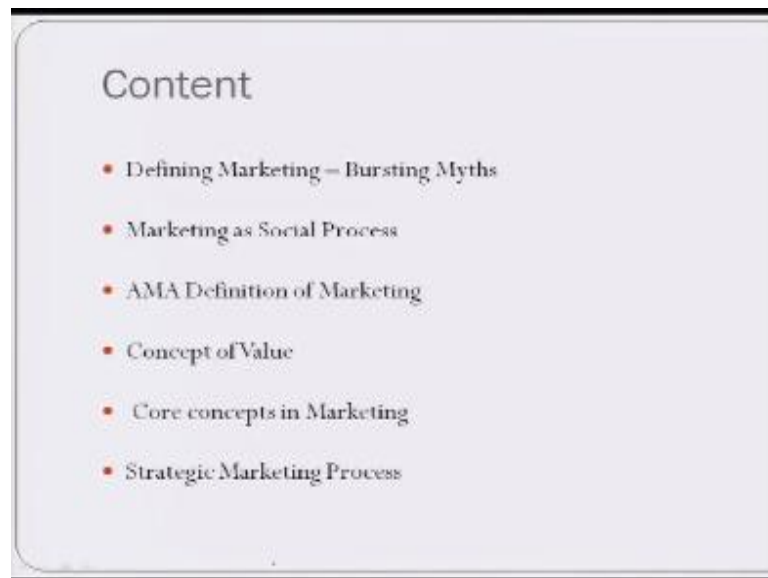 Content
• Defining Marketing – Bursting Myths
• Marketing as Social Process
• AMA Definition of Marketing
• Concept of Value
• Core concepts in Marketing
• Strategic Marketing Process